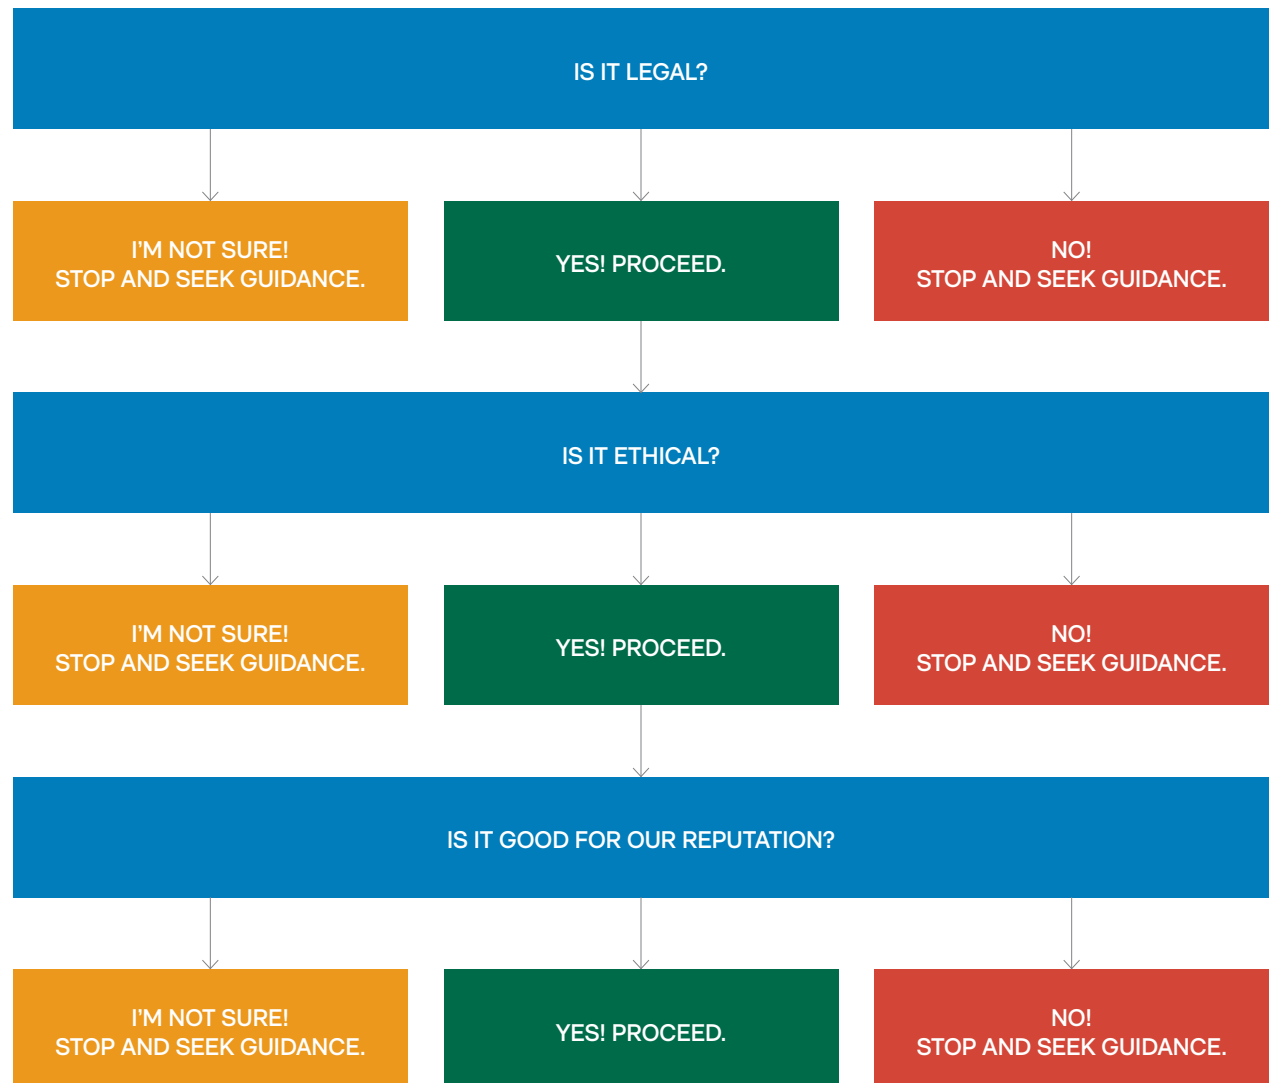 IS IT LEGAL?
I’M NOT SURE!
STOP AND SEEK GUIDANCE.
YES! PROCEED.
NO!
STOP AND SEEK GUIDANCE.
IS IT ETHICAL?
I’M NOT SURE!
STOP AND SEEK GUIDANCE.
YES! PROCEED.
NO!
STOP AND SEEK GUIDANCE.
IS IT GOOD FOR OUR REPUTATION?
I’M NOT SURE!
STOP AND SEEK GUIDANCE.
YES! PROCEED.
NO!
STOP AND SEEK GUIDANCE.